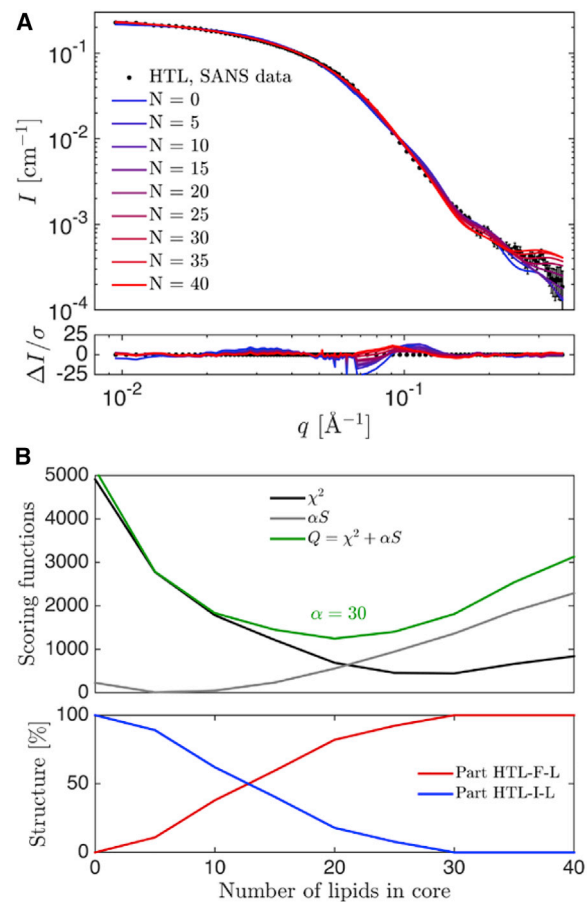 A
10⁻¹
10⁻²
10⁻³
10⁻⁴
I [cm⁻¹]
HTL, SANS data
N = 0
N = 5
N = 10
N = 15
N = 20
N = 25
N = 30
N = 35
N = 40
25
0
-25
ΔI/σ
10⁻² 10⁻¹
q [Å⁻¹]
B
5000
4000
3000
2000
1000
0
Scoring functions
χ²
αS
Q = χ² + αS
α = 30
100
50
0
Structure [%]
Part HTL-F-L
Part HTL-I-L
0 10 20 30 40
Number of lipids in core